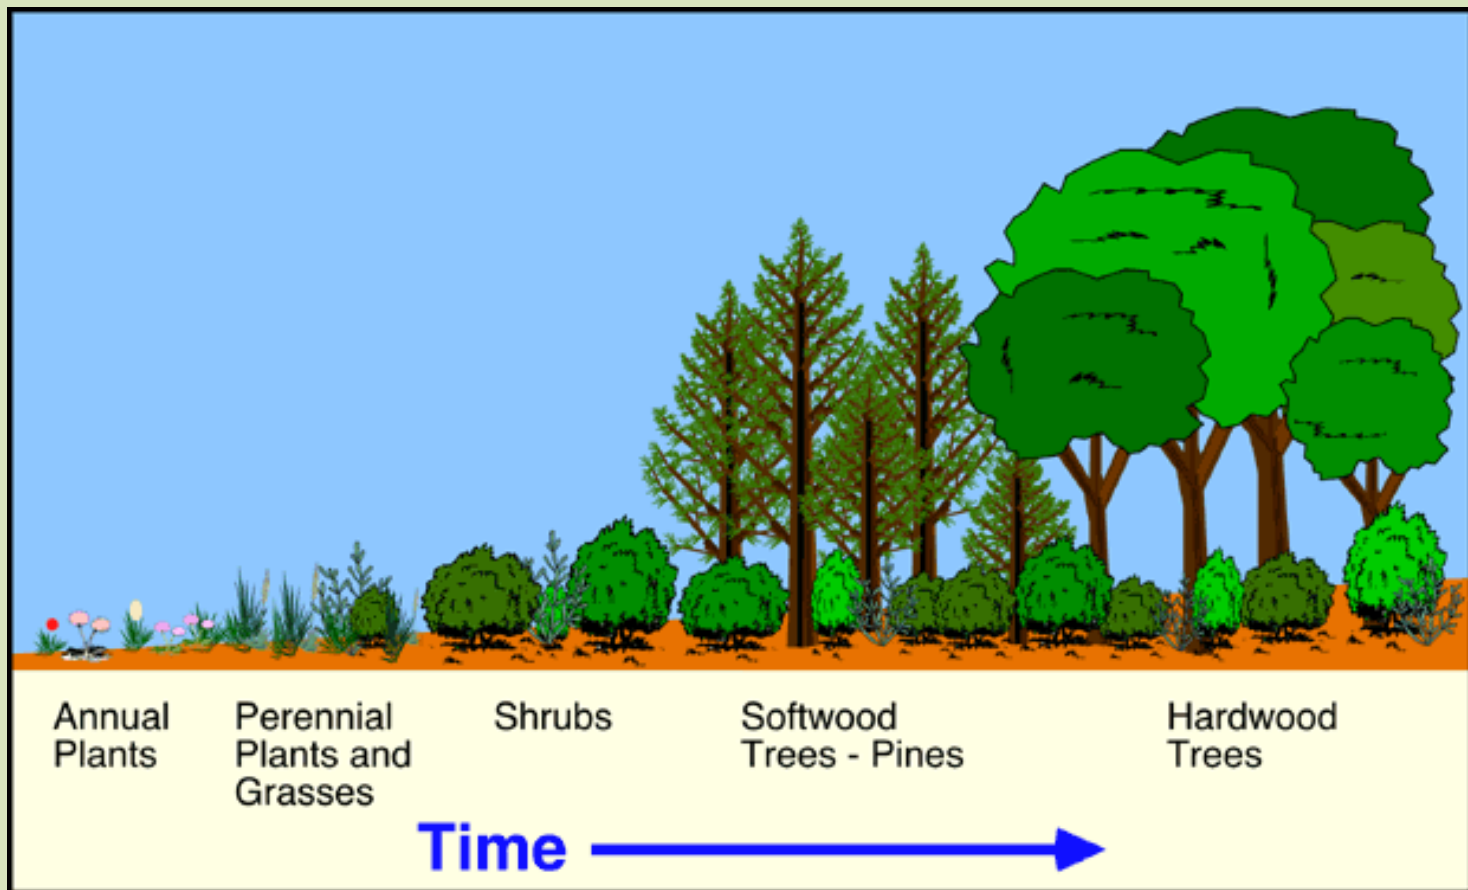 Annual
Plants
Perennial
Plants and
Grasses
Shrubs
Softwood
Trees - Pines
Hardwood
Trees
Time